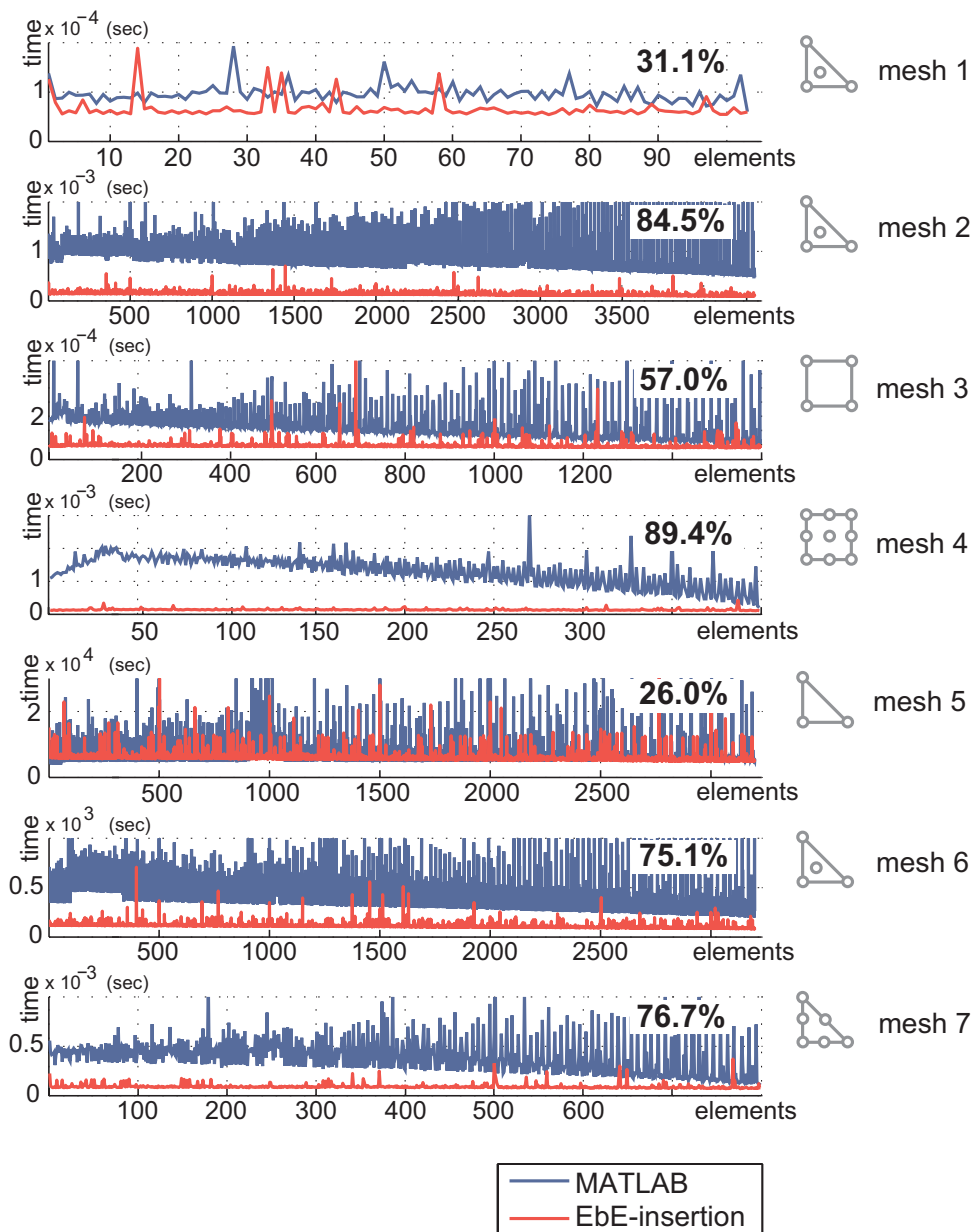 time x 10⁻⁴ (sec)
31.1%
mesh 1
1
0
10 20 30 40 50 60 70 80 90 elements
time x 10⁻³ (sec)
84.5%
mesh 2
1
0
500 1000 1500 2000 2500 3000 3500 elements
time x 10⁻⁴ (sec)
57.0%
mesh 3
2
0
200 400 600 800 1000 1200 elements
time x 10⁻³ (sec)
89.4%
mesh 4
1
0
50 100 150 200 250 300 elements
time x 10⁴ (sec)
26.0%
mesh 5
2
0
500 1000 1500 2000 2500 elements
time x 10³ (sec)
75.1%
mesh 6
0.5
0
500 1000 1500 2000 2500 elements
time x 10⁻³ (sec)
76.7%
mesh 7
0.5
0
100 200 300 400 500 600 elements
MATLAB
EbE-insertion